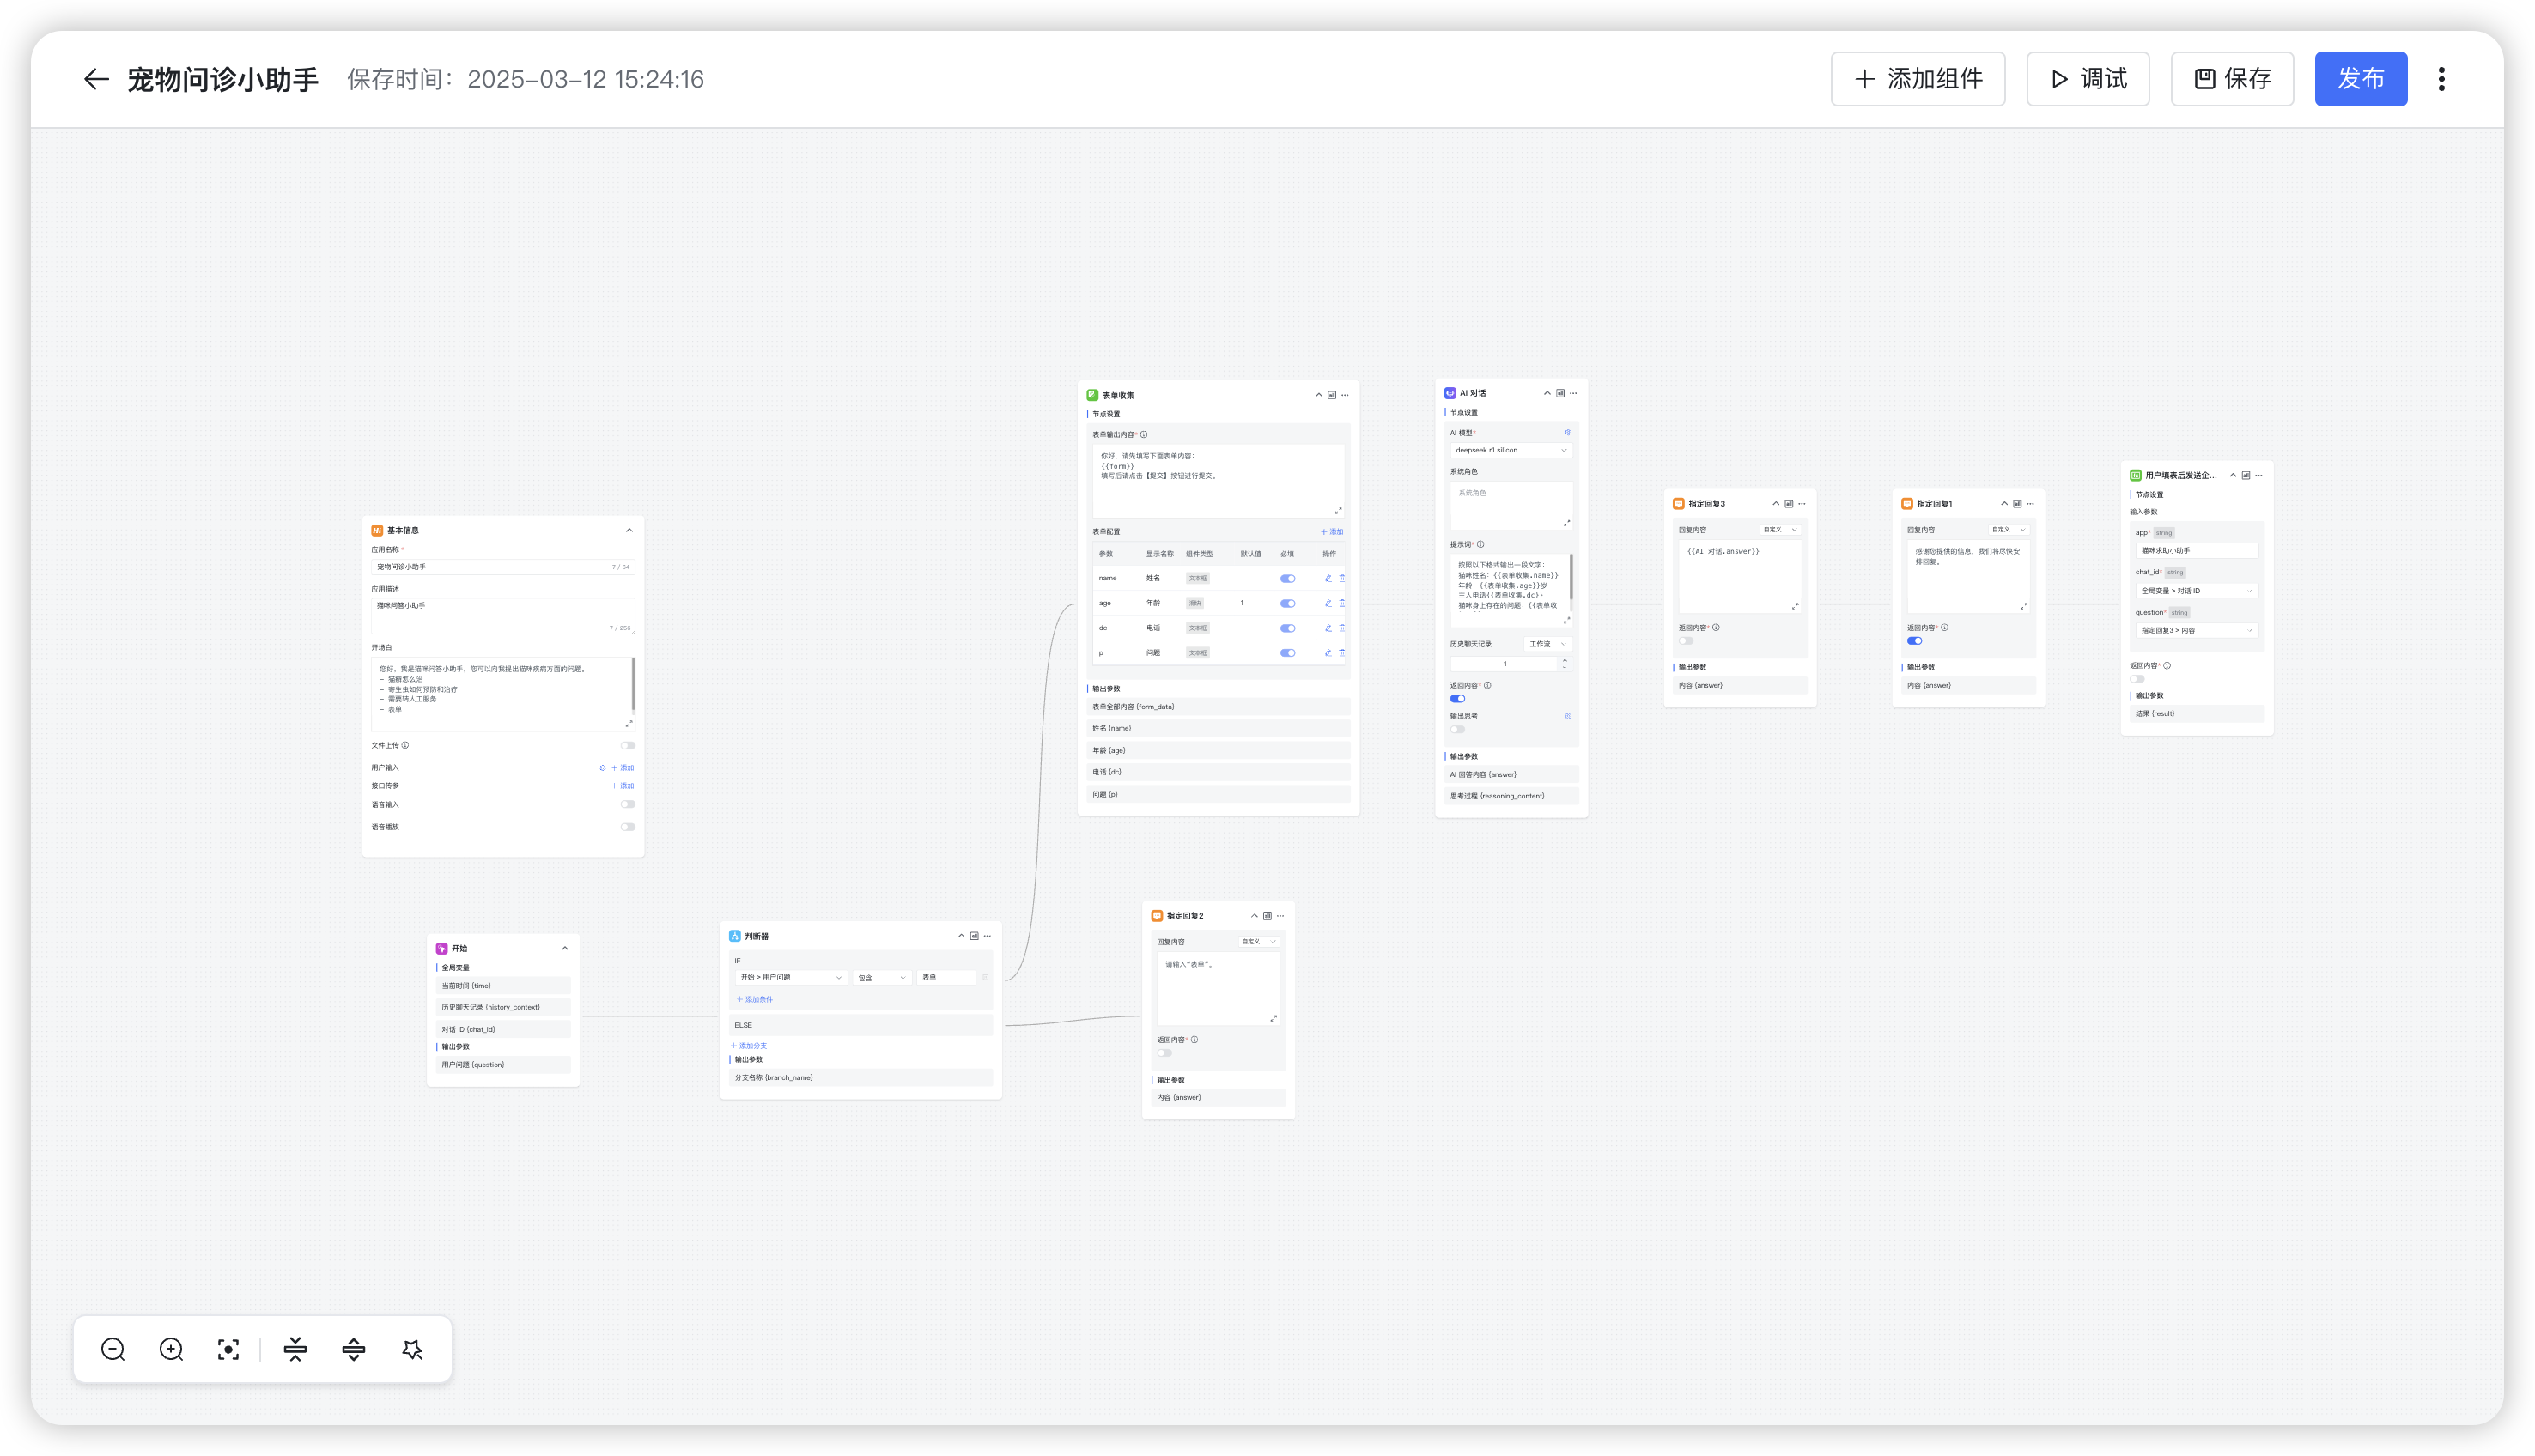 宠物问诊小助手 保存时间：2025-03-12 15:24:16 添加组件 调试 保存 发布
基本信息
应用名称 *
宠物问诊小助手 7 / 64
应用描述
猫咪问答小助手
7 / 256
开场白
您好，我是猫咪问答小助手，您可以向我提出猫咪疾病方面的问题。
- 猫癣怎么治
- 寄生虫如何预防和治疗
- 需要转人工服务
- 表单
文件上传
用户输入 + 添加
接口传参 + 添加
语音输入
语音播放
开始
全局变量
当前时间 {time}
历史聊天记录 {history_context}
对话 ID {chat_id}
输出参数
用户问题 {question}
判断器
IF
开始 > 用户问题 包含 表单
+ 添加条件
ELSE
+ 添加分支
输出参数
分支名称 {branch_name}
表单收集
节点设置
表单输出内容*
你好，请先填写下面表单内容：
{{form}}
填写后请点击【提交】按钮进行提交。
表单配置 + 添加
参数 显示名称 组件类型 默认值 必填 操作
name 姓名 文本框
age 年龄 滑块 1
dc 电话 文本框
p 问题 文本框
输出参数
表单全部内容 {form_data}
姓名 {name}
年龄 {age}
电话 {dc}
问题 {p}
指定回复2
回复内容 自定义
请输入“表单”。
返回内容*
输出参数
内容 {answer}
AI 对话
节点设置
AI 模型*
deepseek r1 silicon
系统角色
系统角色
提示词*
按照以下格式输出一段文字：
猫咪姓名：{{表单收集.name}}
年龄：{{表单收集.age}}岁
主人电话{{表单收集.dc}}
猫咪身上存在的问题：{{表单收
历史聊天记录 工作流
1
返回内容*
输出思考
输出参数
AI 回答内容 {answer}
思考过程 {reasoning_content}
指定回复3
回复内容 自定义
{{AI 对话.answer}}
返回内容*
输出参数
内容 {answer}
指定回复1
回复内容 自定义
感谢您提供的信息，我们将尽快安
排回复。
返回内容*
输出参数
内容 {answer}
用户填表后发送企...
节点设置
输入参数
app* string
猫咪求助小助手
chat_id* string
全局变量 > 对话 ID
question* string
指定回复3 > 内容
返回内容*
输出参数
结果 {result}